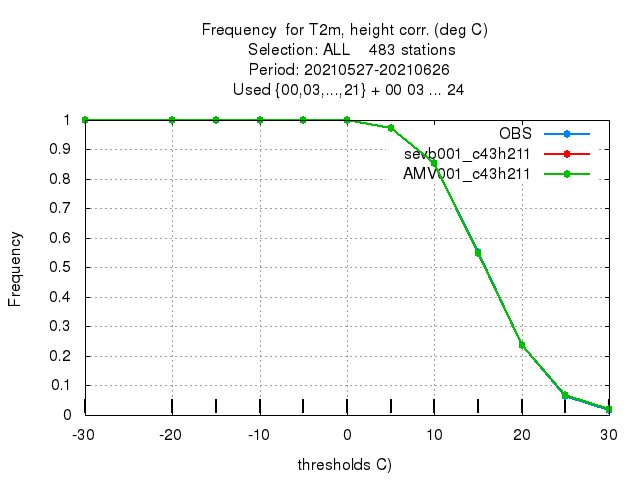 Frequency  for T2m, height corr. (deg C)
Selection: ALL    483 stations
Period: 20210527-20210626
Used {00,03,...,21} + 00 03 ... 24
1
0.9
0.8
0.7
0.6
0.5
0.4
0.3
0.2
0.1
0
Frequency
OBS
sevb001_c43h211
AMV001_c43h211
-30 -20 -10 0 10 20 30
thresholds C)